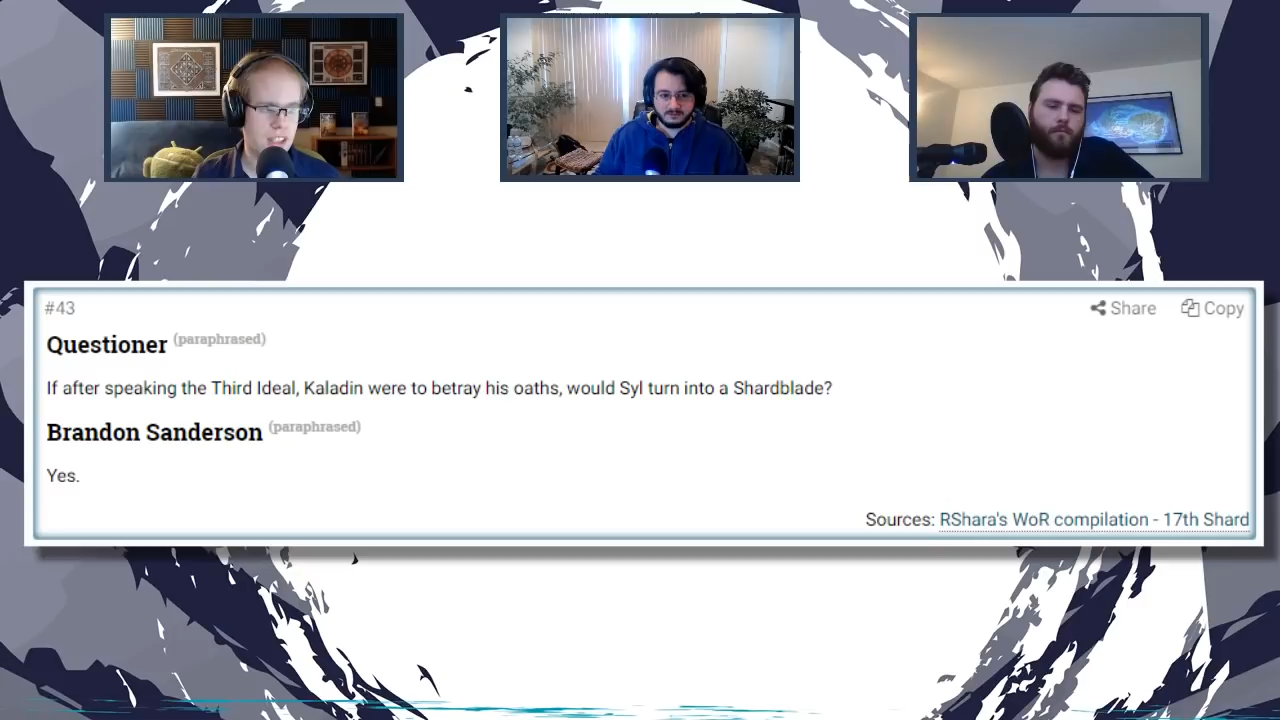 #43
Share Copy
Questioner (paraphrased)
If after speaking the Third Ideal, Kaladin were to betray his oaths, would Syl turn into a Shardblade?
Brandon Sanderson (paraphrased)
Yes.
Sources: RShara's WoR compilation - 17th Shard